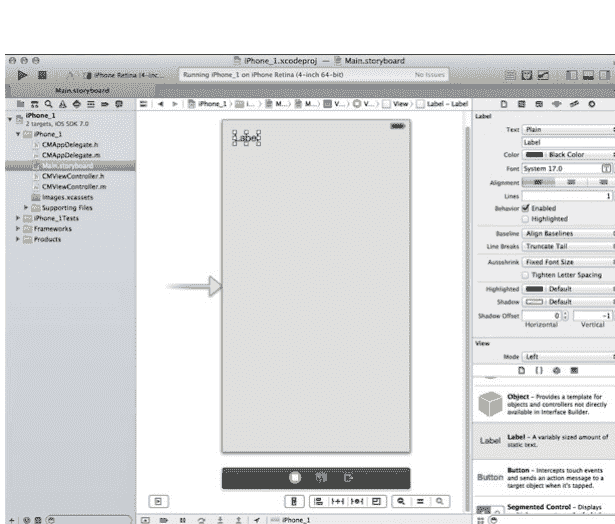 iPhone_1.xcodeproj — Main.storyboard
iPhone Retina (4-inc...
Running iPhone_1 on iPhone Retina (4-inch 64-bit)
No Issues
Main.storyboard
iPhone_1 View Label – Label
iPhone_1
2 targets, iOS SDK 7.0
iPhone_1
CMAppDelegate.h
CMAppDelegate.m
Main.storyboard
CMViewController.h
CMViewController.m
Images.xcassets
Supporting Files
iPhone_1Tests
Frameworks
Products
Label
Label
Text Plain
Label
Color Black Color
Font System 17.0
Alignment
Lines 1
Behavior Enabled
Highlighted
Baseline Align Baselines
Line Breaks Truncate Tail
Autoshrink Fixed Font Size
Tighten Letter Spacing
Highlighted Default
Shadow Default
Shadow Offset 0 -1
Horizontal Vertical
View
Mode Left
Object – Provides a template for
objects and controllers not directly
available in Interface Builder.
Label
Label – A variably sized amount of
static text.
Button
Button – Intercepts touch events
and sends an action message to a
target object when it's tapped.
Segmented Control – Displays
iPhone_1